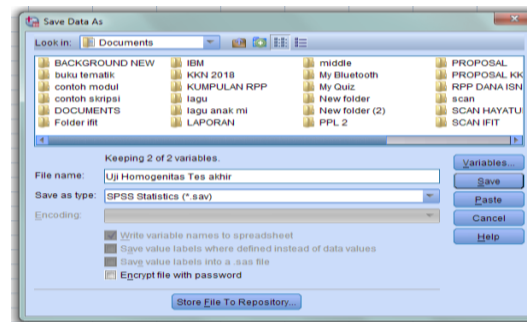 Save Data As
Look in: Documents
BACKGROUND NEW IBM middle PROPOSAL
buku tematik KKN 2018 My Bluetooth PROPOSAL KK
contoh modul KUMPULAN RPP My Quiz RPP DANA ISN
contoh skripsi lagu New folder scan
DOCUMENTS lagu anak mi New folder (2) SCAN HAYATU
Folder ifit LAPORAN PPL 2 SCAN IFIT
Keeping 2 of 2 variables.
Variables...
File name: Uji Homogenitas Tes akhir
Save
Save as type: SPSS Statistics (*.sav)
Paste
Encoding:
Cancel
Write variable names to spreadsheet
Help
Save value labels where defined instead of data values
Save value labels into a .sas file
Encrypt file with password
Store File To Repository...